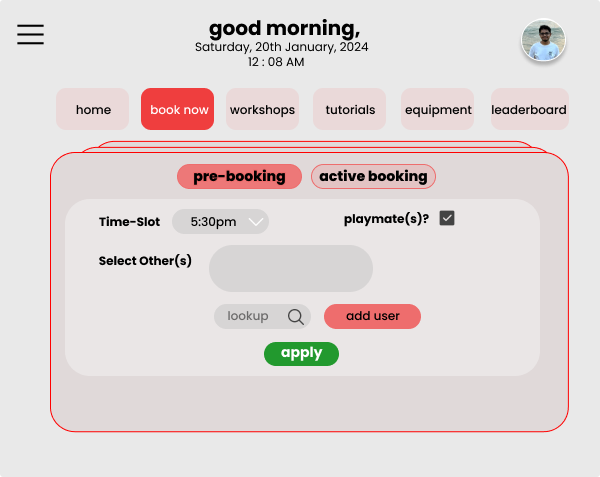 good morning,
Saturday, 20th January, 2024
12 : 08 AM
home book now workshops tutorials equipment leaderboard
pre-booking active booking
Time-Slot 5:30pm playmate(s)?
Select Other(s)
lookup add user
apply